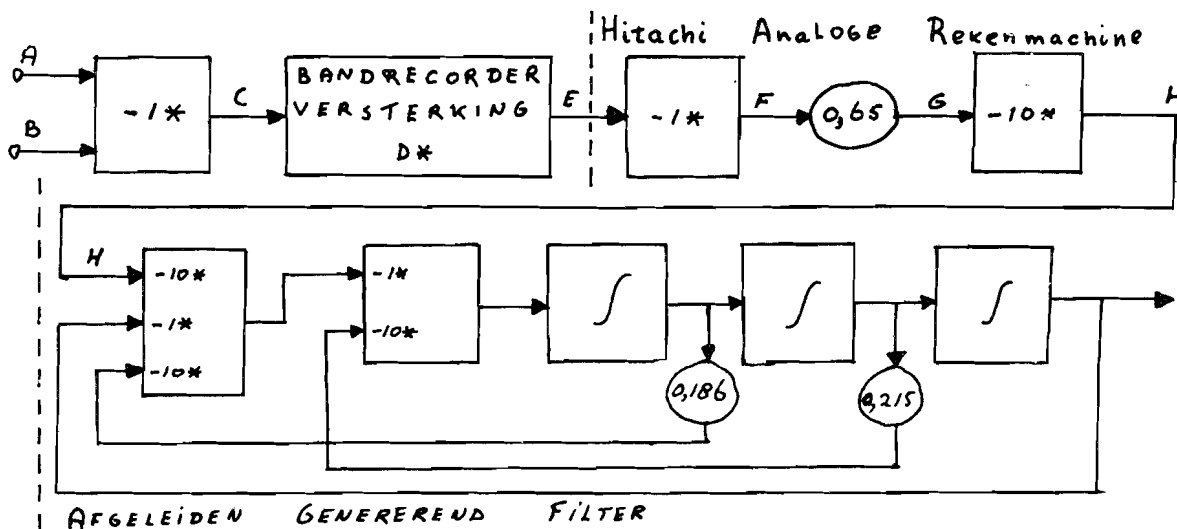 Hitachi Analoge Rekenmachine
A
B
-1*
C
BANDRECORDER
VERSTERKING
D*
E
-1*
F
0,65
G
-10*
H
H
-10*
-1*
-10*
-1*
-10*
∫
∫
∫
0,186
0,215
AFGELEIDEN GENEREREND FILTER